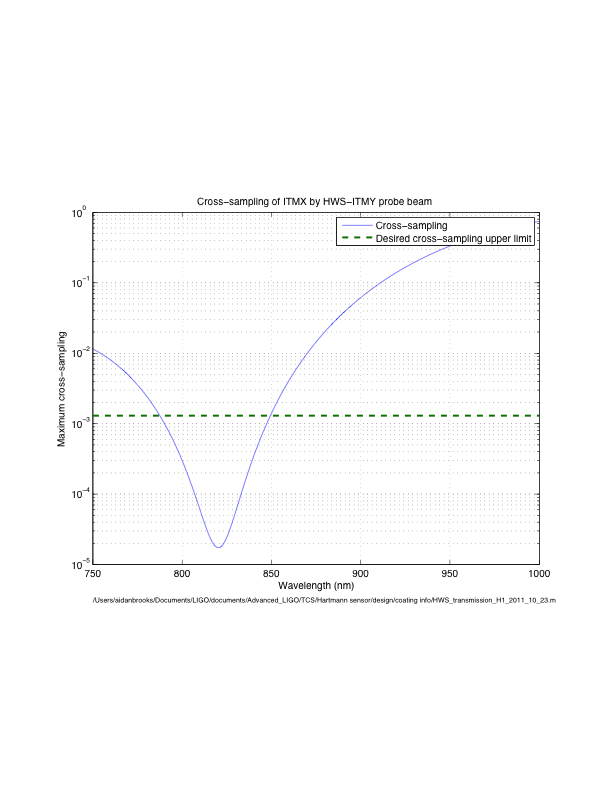 Cross−sampling of ITMX by HWS−ITMY probe beam
10^0
Cross−sampling
Desired cross−sampling upper limit
10^−1
10^−2
Maximum cross−sampling
10^−3
10^−4
10^−5
750 800 850 900 950 1000
Wavelength (nm)
/Users/aidanbrooks/Documents/LIGO/documents/Advanced_LIGO/TCS/Hartmann sensor/design/coating info/HWS_transmission_H1_2011_10_23.m